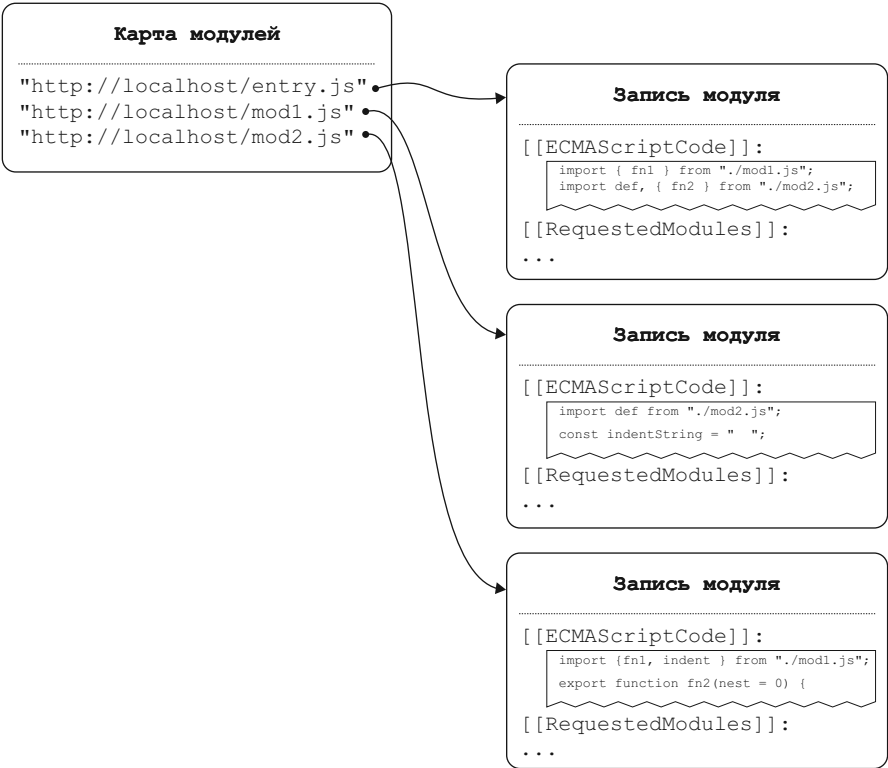 Карта модулей
"http://localhost/entry.js"
"http://localhost/mod1.js"
"http://localhost/mod2.js"
Запись модуля
[[ECMAScriptCode]]:
import { fn1 } from "./mod1.js";
import def, { fn2 } from "./mod2.js";
[[RequestedModules]]:
...
Запись модуля
[[ECMAScriptCode]]:
import def from "./mod2.js";
const indentString = "  ";
[[RequestedModules]]:
...
Запись модуля
[[ECMAScriptCode]]:
import {fn1, indent } from "./mod1.js";
export function fn2(nest = 0) {
[[RequestedModules]]:
...